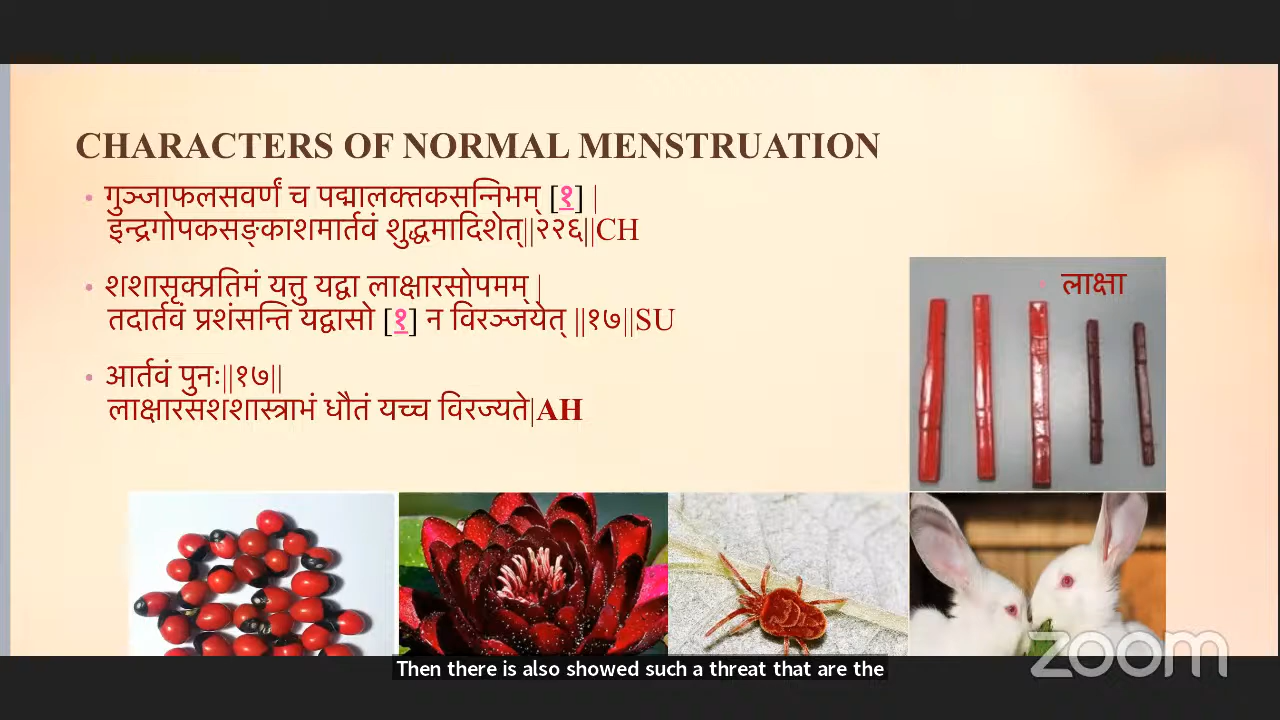 CHARACTERS OF NORMAL MENSTRUATION
• गुञ्जाफलसवर्णं च पद्मालक्तकसन्निभम् [१] |
इन्द्रगोपकसङ्काशमार्तवं शुद्धमादिशेत्||२२६||CH
• शशासृक्प्रतिमं यत्तु यद्वा लाक्षारसोपमम् |
तदार्तवं प्रशंसन्ति यद्वासो [१] न विरञ्जयेत् ||१७||SU
• आर्तवं पुनः||१७||
लाक्षारसशशास्त्राभं धौतं यच्च विरज्यते|AH
• लाक्षा
zoom
Then there is also showed such a threat that are the